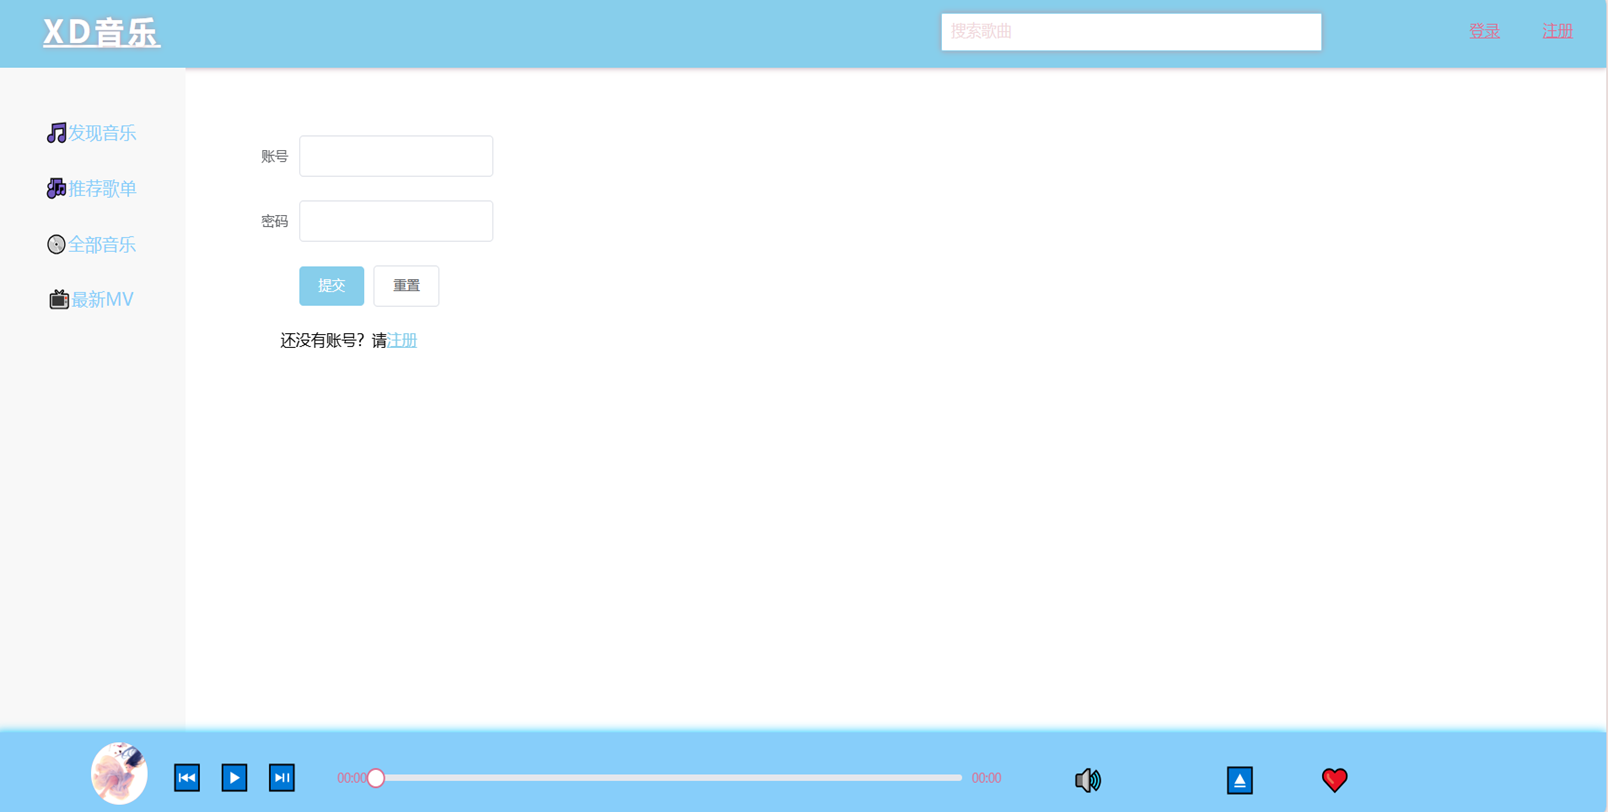 XD音乐
搜索歌曲
登录
注册
发现音乐
推荐歌单
全部音乐
最新MV
账号
密码
提交
重置
还没有账号？请注册
00:00
00:00